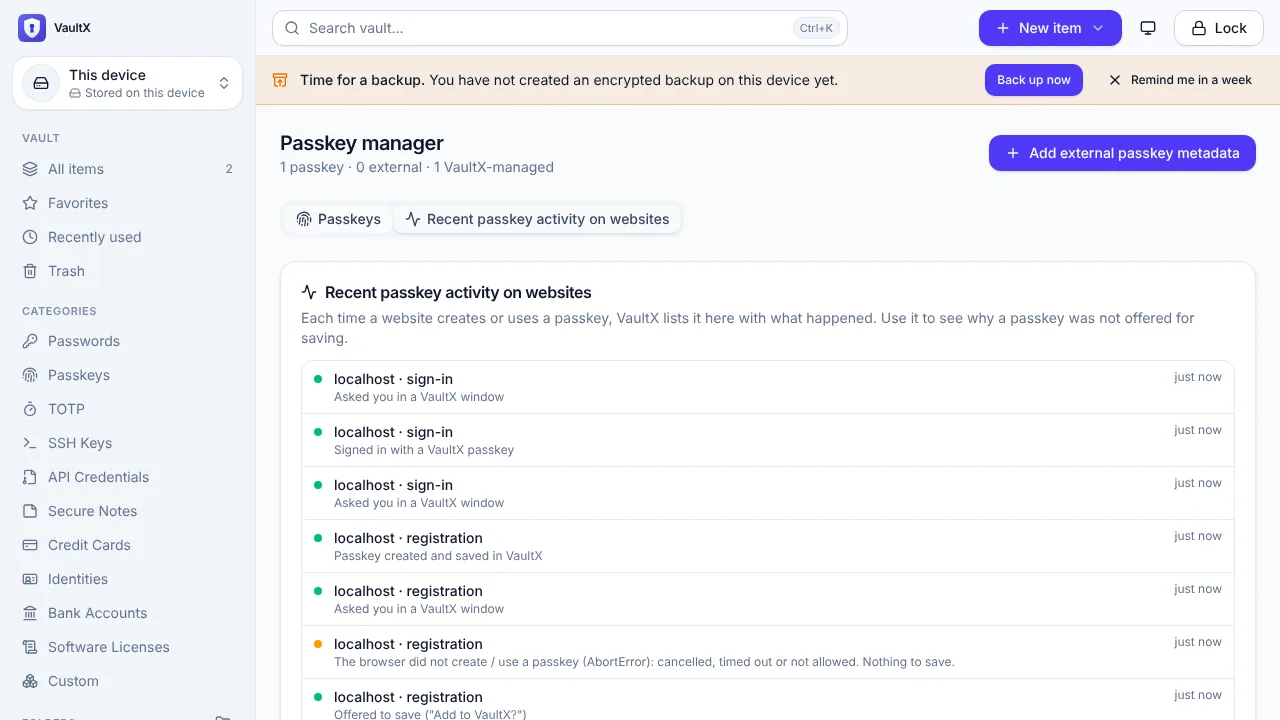 VaultX
Search vault...
Ctrl+K
New item
Lock
This device
Stored on this device
Time for a backup. You have not created an encrypted backup on this device yet.
Back up now
Remind me in a week
VAULT
All items 2
Favorites
Recently used
Trash
CATEGORIES
Passwords
Passkeys
TOTP
SSH Keys
API Credentials
Secure Notes
Credit Cards
Identities
Bank Accounts
Software Licenses
Custom
Passkey manager
1 passkey · 0 external · 1 VaultX-managed
Add external passkey metadata
Passkeys
Recent passkey activity on websites
Recent passkey activity on websites
Each time a website creates or uses a passkey, VaultX lists it here with what happened. Use it to see why a passkey was not offered for
saving.
localhost · sign-in just now
Asked you in a VaultX window
localhost · sign-in just now
Signed in with a VaultX passkey
localhost · sign-in just now
Asked you in a VaultX window
localhost · registration just now
Passkey created and saved in VaultX
localhost · registration just now
Asked you in a VaultX window
localhost · registration just now
The browser did not create / use a passkey (AbortError): cancelled, timed out or not allowed. Nothing to save.
localhost · registration just now
Offered to save ("Add to VaultX?")